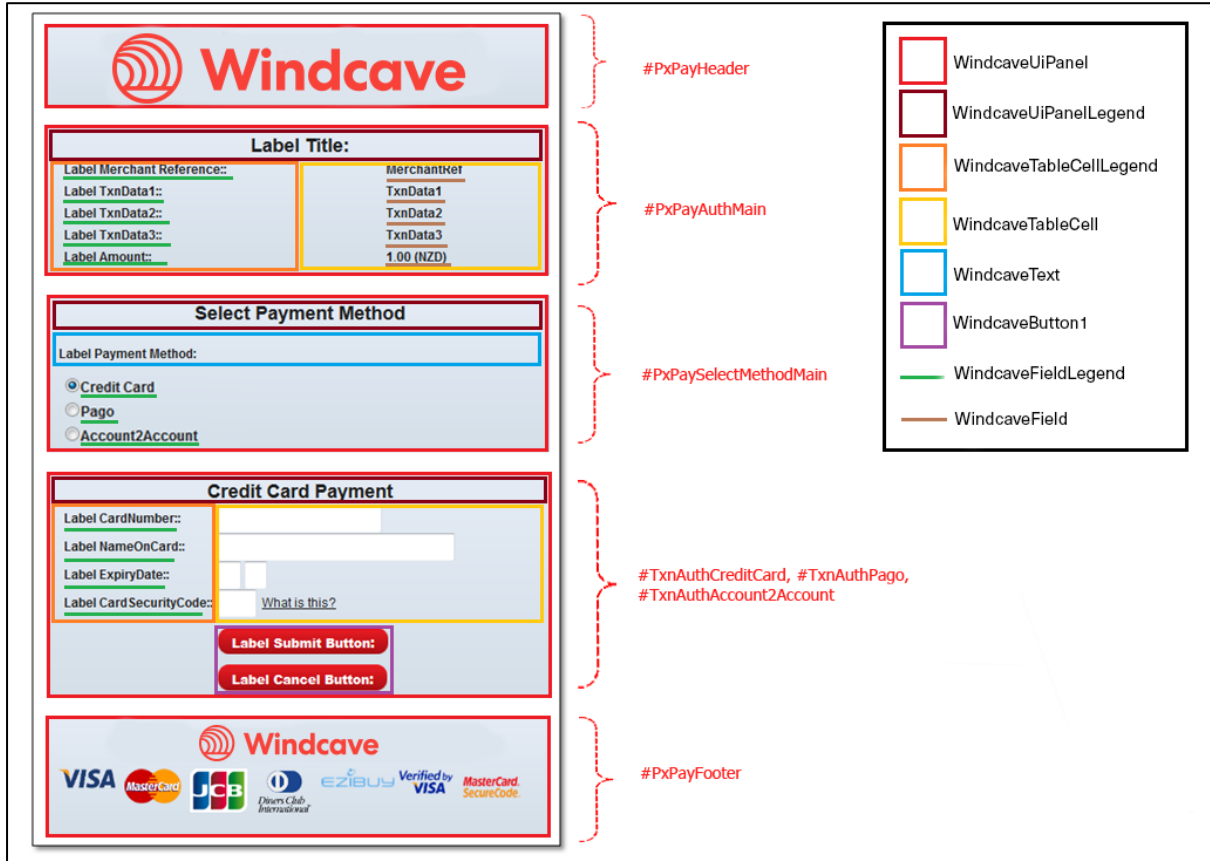 Windcave
#PxPayHeader
Label Title:
Label Merchant Reference::
MerchantRef
Label TxnData1::
TxnData1
Label TxnData2::
TxnData2
Label TxnData3::
TxnData3
Label Amount::
1.00 (NZD)
#PxPayAuthMain
Select Payment Method
Label Payment Method:
Credit Card
Pago
Account2Account
#PxPaySelectMethodMain
Credit Card Payment
Label CardNumber::
Label NameOnCard::
Label ExpiryDate::
Label CardSecurityCode::
What is this?
Label Submit Button:
Label Cancel Button:
#TxnAuthCreditCard, #TxnAuthPago,
#TxnAuthAccount2Account
Windcave
VISA
MasterCard
JCB
Diners Club
International
EZIBUY
Verified by
VISA
MasterCard.
SecureCode.
#PxPayFooter
WindcaveUiPanel
WindcaveUiPanelLegend
WindcaveTableCellLegend
WindcaveTableCell
WindcaveText
WindcaveButton1
WindcaveFieldLegend
WindcaveField